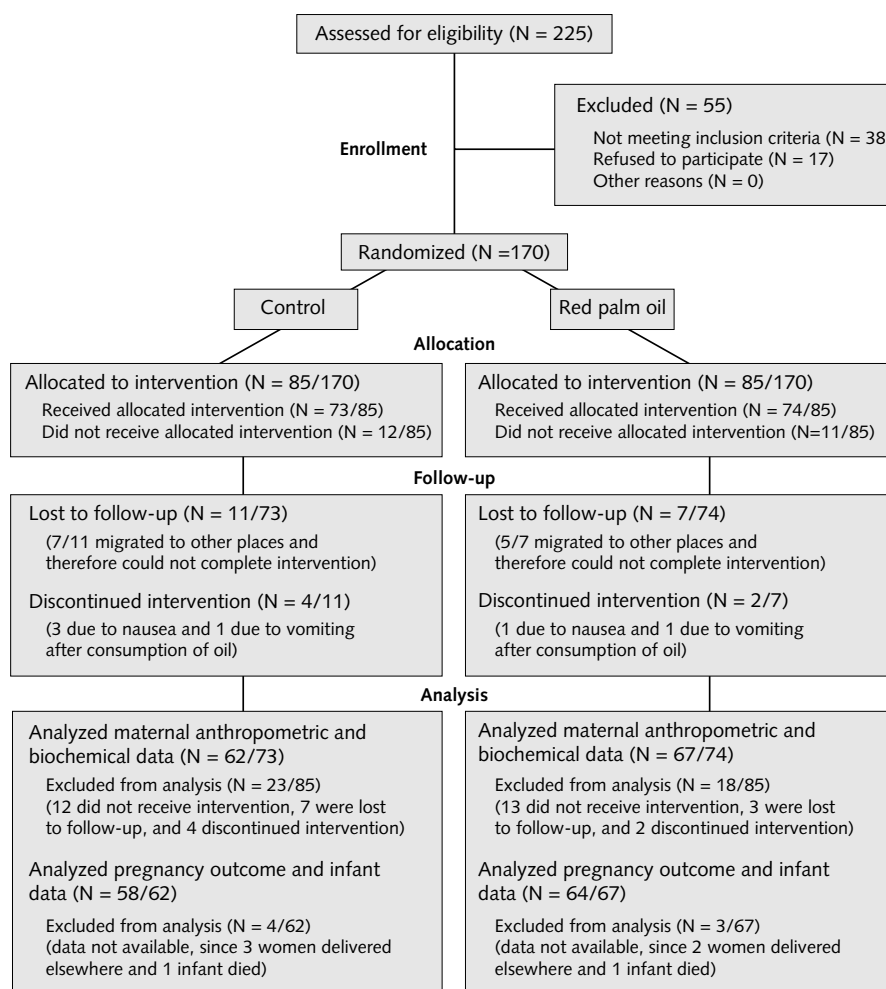 Assessed for eligibility (N = 225)
Excluded (N = 55)
Not meeting inclusion criteria (N = 38
Refused to participate (N = 17)
Other reasons (N = 0)
Enrollment
Randomized (N =170)
Control
Red palm oil
Allocation
Allocated to intervention (N = 85/170)
Received allocated intervention (N = 73/85)
Did not receive allocated intervention (N = 12/85)
Allocated to intervention (N = 85/170)
Received allocated intervention (N = 74/85)
Did not receive allocated intervention (N=11/85)
Follow-up
Lost to follow-up (N = 11/73)
(7/11 migrated to other places and
therefore could not complete intervention)
Discontinued intervention (N = 4/11)
(3 due to nausea and 1 due to vomiting
after consumption of oil)
Lost to follow-up (N = 7/74)
(5/7 migrated to other places and
therefore could not complete intervention)
Discontinued intervention (N = 2/7)
(1 due to nausea and 1 due to vomiting
after consumption of oil)
Analysis
Analyzed maternal anthropometric and
biochemical data (N = 62/73)
Excluded from analysis (N = 23/85)
(12 did not receive intervention, 7 were lost
to follow-up, and 4 discontinued intervention)
Analyzed pregnancy outcome and infant
data (N = 58/62)
Excluded from analysis (N = 4/62)
(data not available, since 3 women delivered
elsewhere and 1 infant died)
Analyzed maternal anthropometric and
biochemical data (N = 67/74)
Excluded from analysis (N = 18/85)
(13 did not receive intervention, 3 were lost
to follow-up, and 2 discontinued intervention)
Analyzed pregnancy outcome and infant
data (N = 64/67)
Excluded from analysis (N = 3/67)
(data not available, since 2 women delivered
elsewhere and 1 infant died)